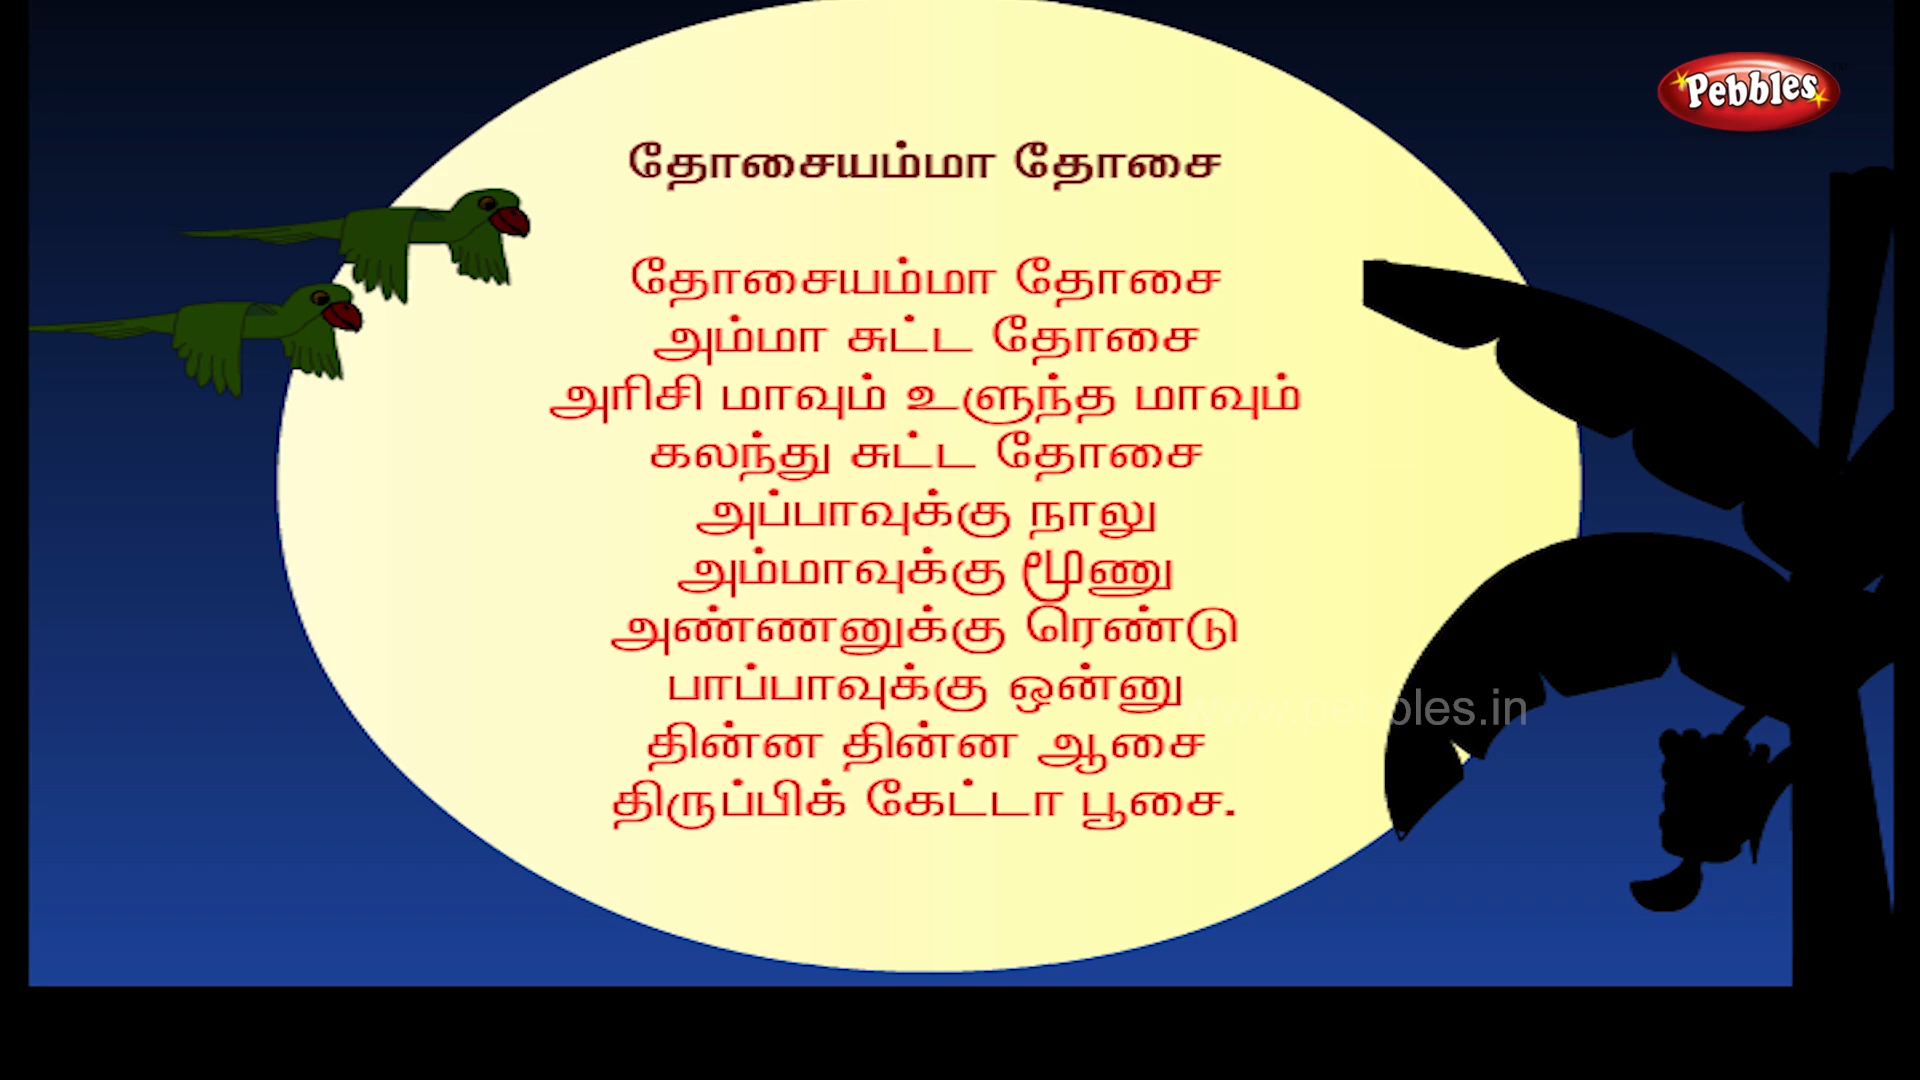 Pebbles
தோசையம்மா தோசை
தோசையம்மா தோசை
அம்மா சுட்ட தோசை
அரிசி மாவும் உளுந்த மாவும்
கலந்து சுட்ட தோசை
அப்பாவுக்கு நாலு
அம்மாவுக்கு மூணு
அண்ணனுக்கு ரெண்டு
பாப்பாவுக்கு ஒன்னு
www.pebbles.in
தின்ன தின்ன ஆசை
திருப்பிக் கேட்டா பூசை.